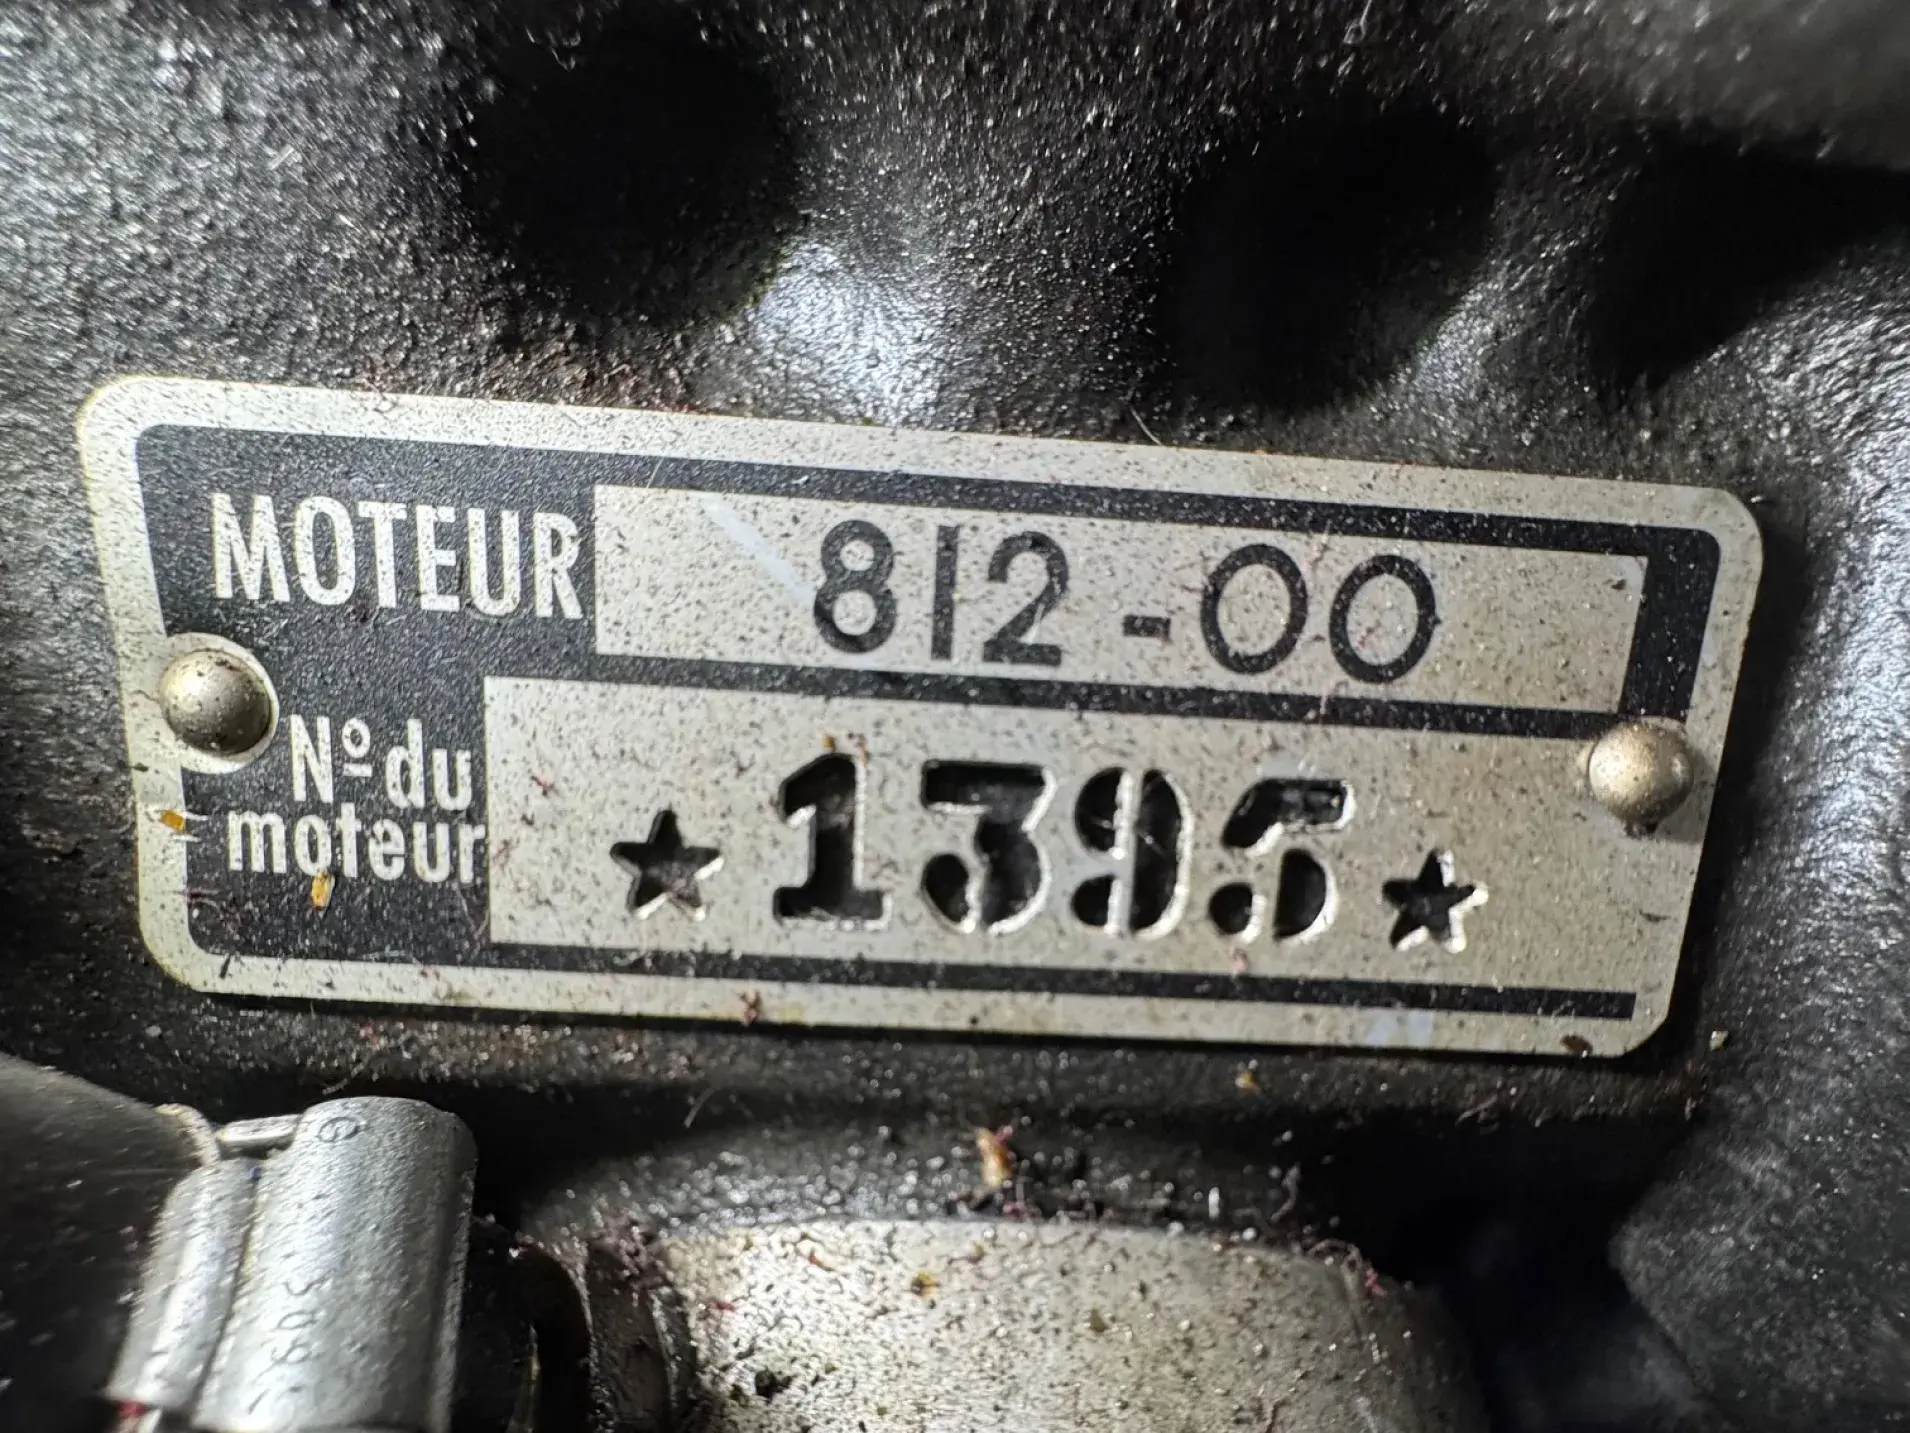 MOTEUR 812-00
Nº du
moteur ★ 1395 ★